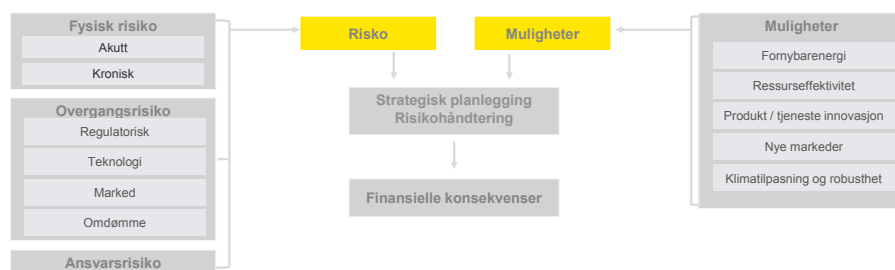 Fysisk risiko
Akutt
Kronisk
Overgangsrisiko
Regulatorisk
Teknologi
Marked
Omdømme
Ansvarsrisiko
Risko
Muligheter
Strategisk planlegging
Risikohåndtering
Finansielle konsekvenser
Muligheter
Fornybarenergi
Ressurseffektivitet
Produkt / tjeneste innovasjon
Nye markeder
Klimatilpasning og robusthet